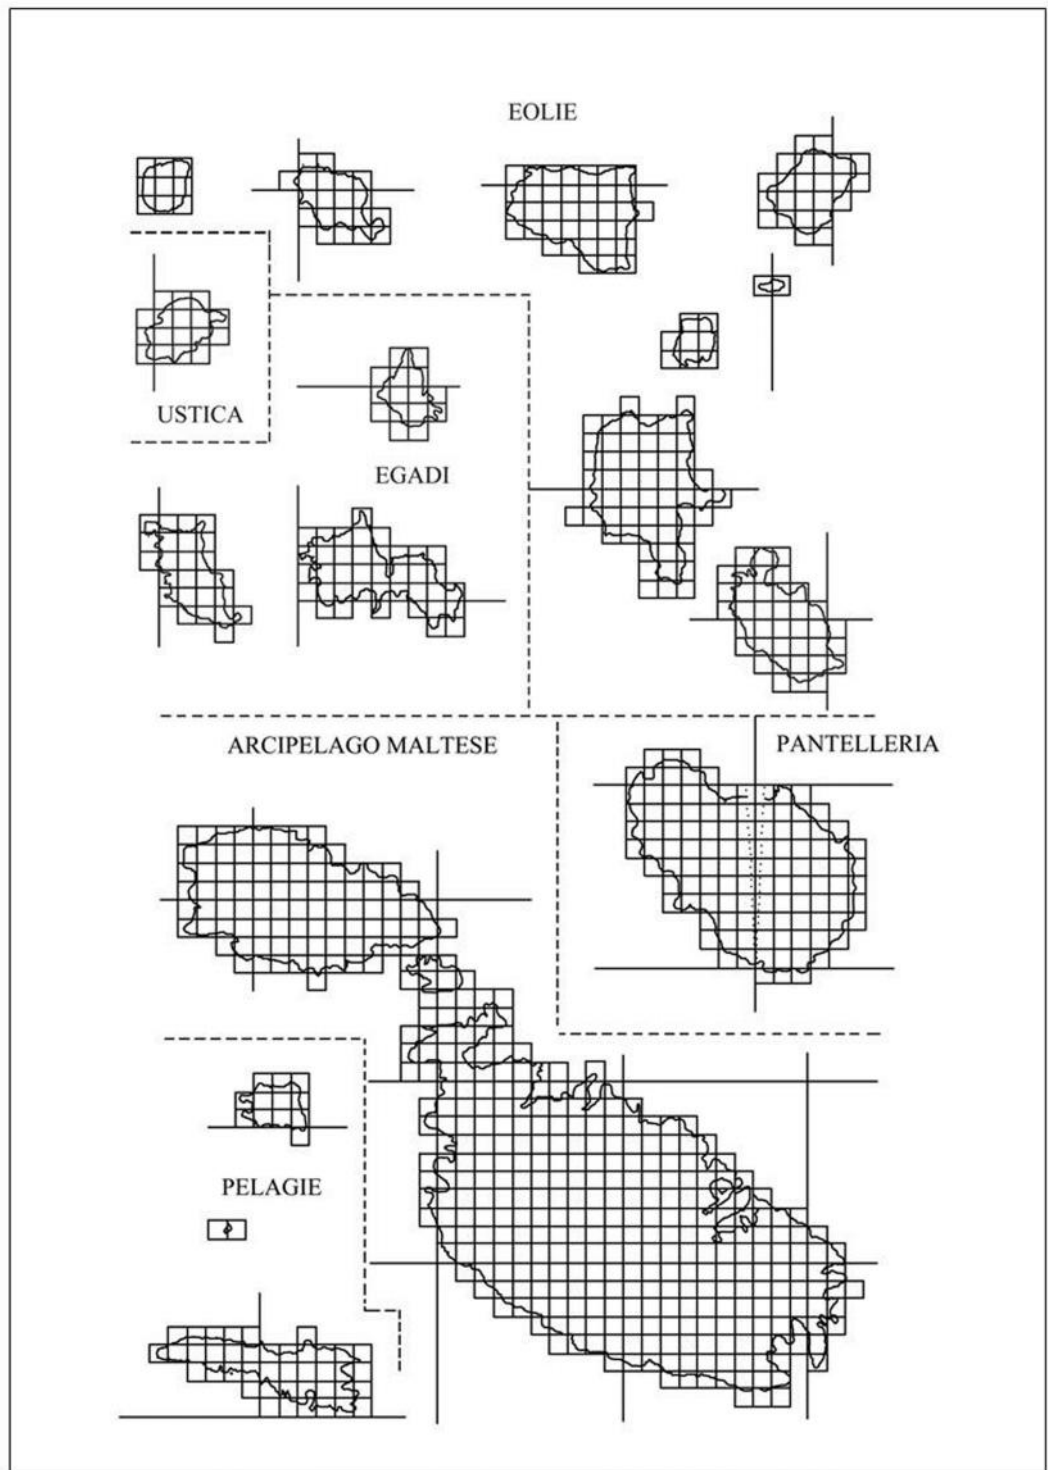 EOLIE
USTICA
EGADI
ARCIPELAGO MALTESE
PANTELLERIA
PELAGIE